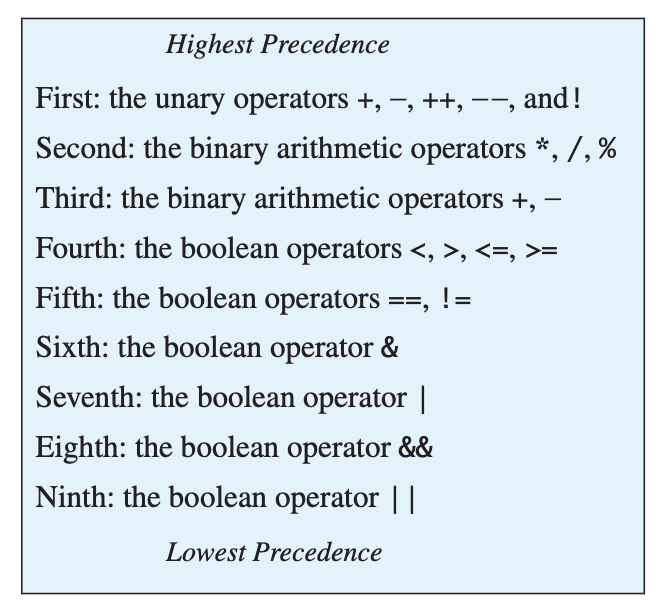 Highest Precedence
First: the unary operators +, −, ++, −−, and!
Second: the binary arithmetic operators *, /, %
Third: the binary arithmetic operators +, −
Fourth: the boolean operators <, >, <=, >=
Fifth: the boolean operators ==, !=
Sixth: the boolean operator &
Seventh: the boolean operator |
Eighth: the boolean operator &&
Ninth: the boolean operator ||
Lowest Precedence